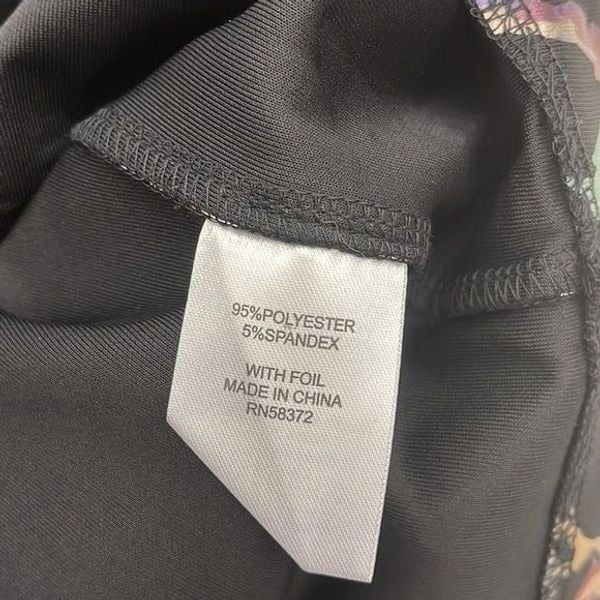 95%POLYESTER
5%SPANDEX
WITH FOIL
MADE IN CHINA
RN58372